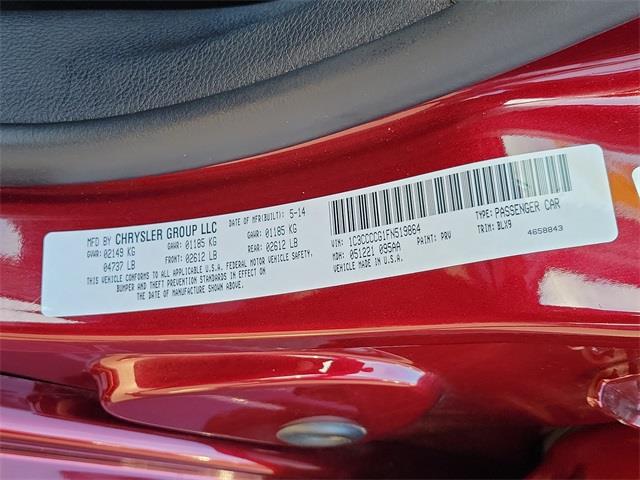 MFD BY CHRYSLER GROUP LLC DATE OF MFR(BUILT): 5-14
GVWR: 02149 KG GAWR: 01185 KG GAWR: 01185 KG
04737 LB FRONT: 02612 LB REAR: 02612 LB
THIS VEHICLE CONFORMS TO ALL APPLICABLE U.S.A. FEDERAL MOTOR VEHICLE SAFETY,
BUMPER AND THEFT PREVENTION STANDARDS IN EFFECT ON
THE DATE OF MANUFACTURE SHOWN ABOVE.
VIN: 1C3CCCCG1FN519864 TYPE: PASSENGER CAR
MDH: 051221 095AA PAINT: PRV TRIM: BLX9
VEHICLE MADE IN U.S.A. 4658843